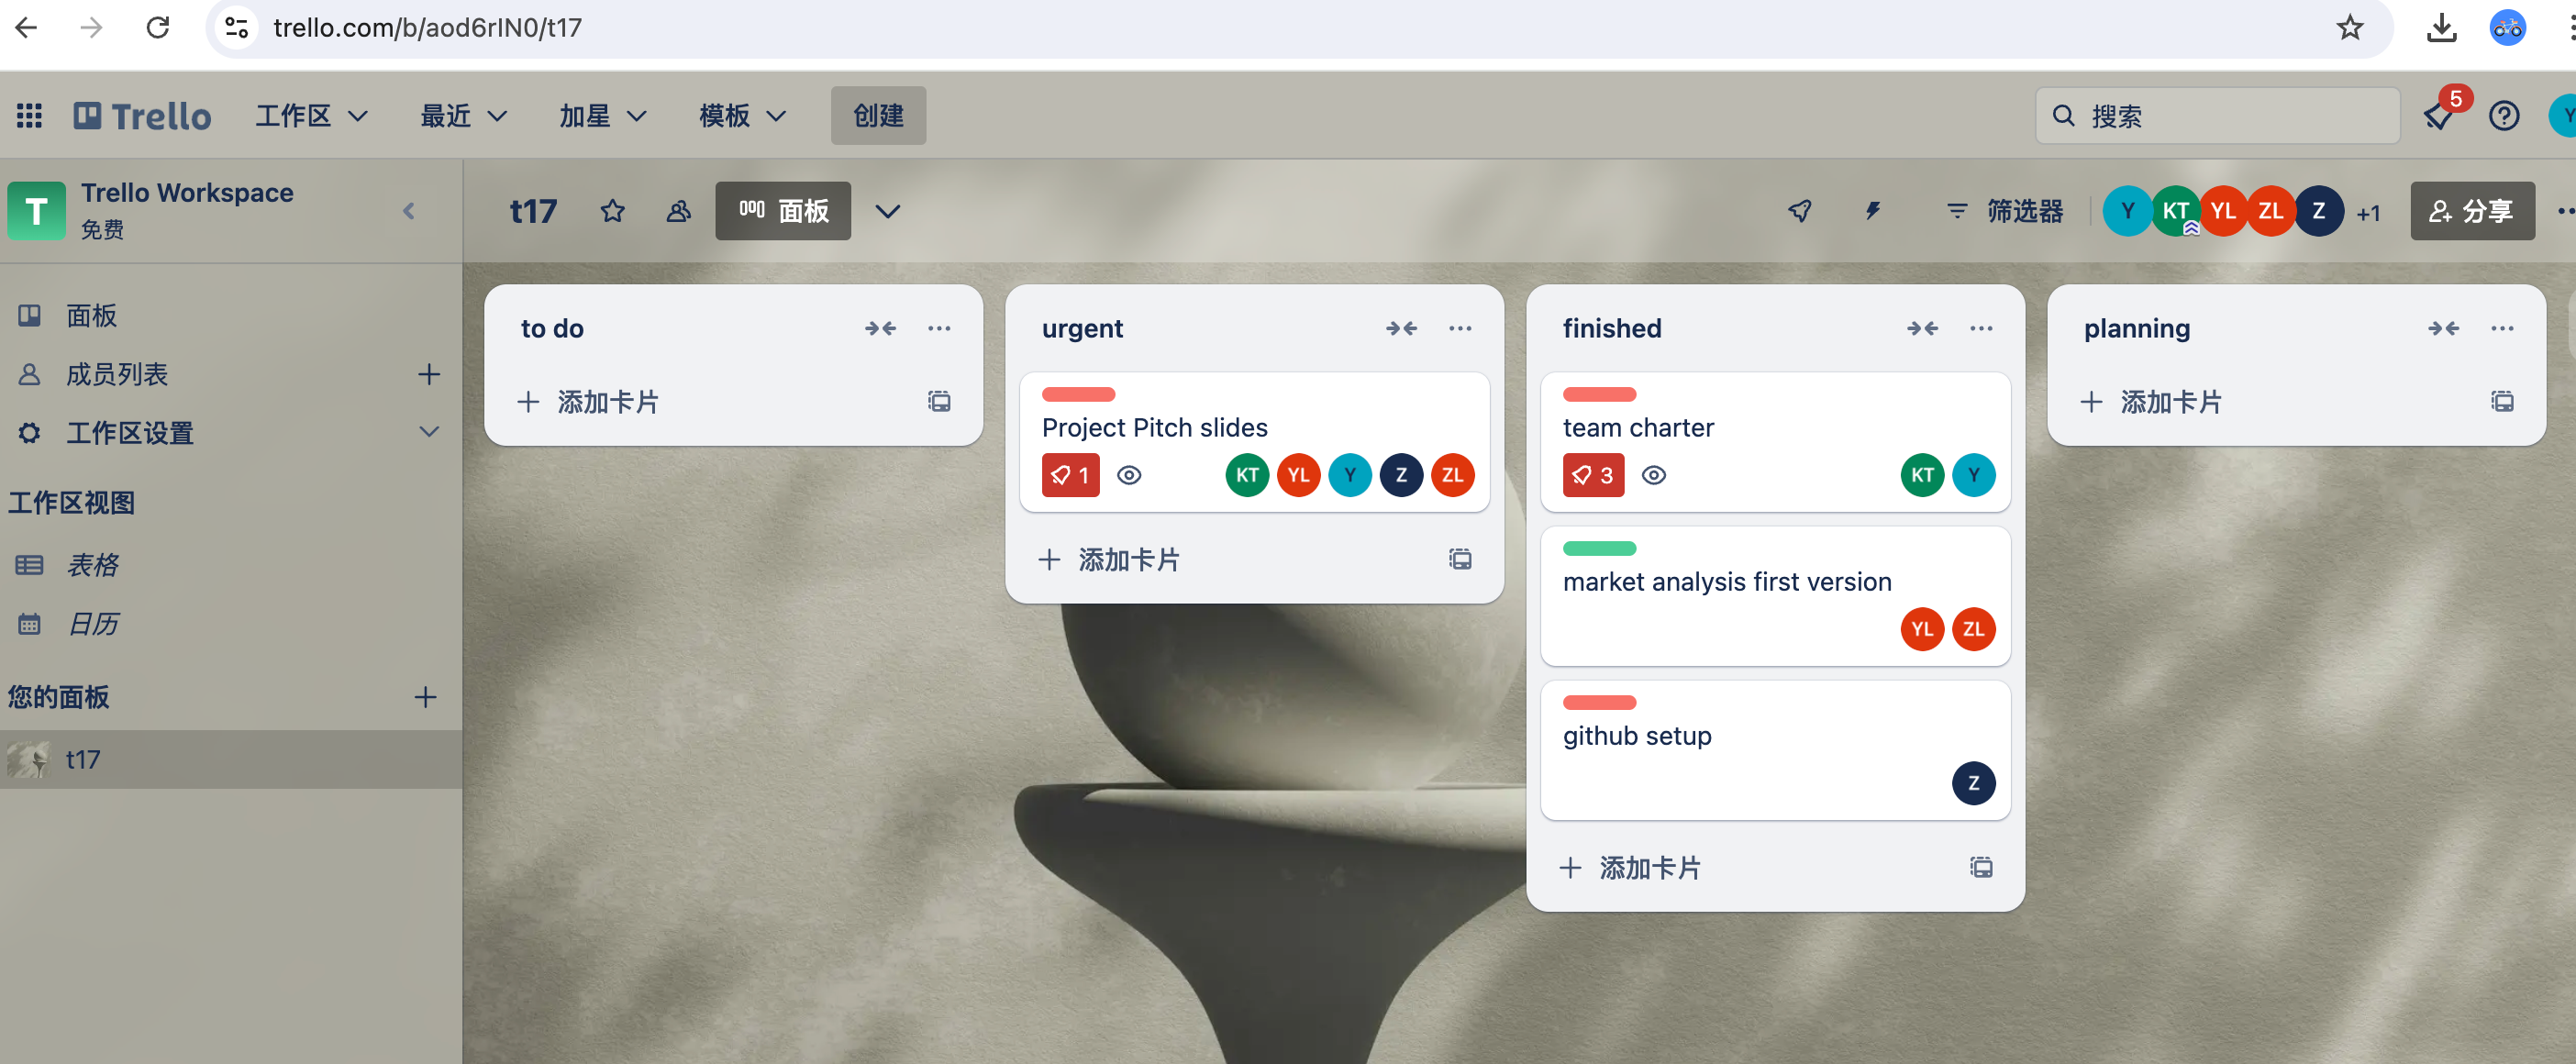 trello.com/b/aod6rIN0/t17
Trello
工作区
最近
加星
模板
创建
搜索
5
Y
T
Trello Workspace
免费
t17
面板
筛选器
Y
KT
YL
ZL
Z
+1
分享
面板
成员列表
工作区设置
工作区视图
表格
日历
您的面板
t17
to do
添加卡片
urgent
Project Pitch slides
1
KT
YL
Y
Z
ZL
添加卡片
finished
team charter
3
KT
Y
market analysis first version
YL
ZL
github setup
Z
添加卡片
planning
添加卡片